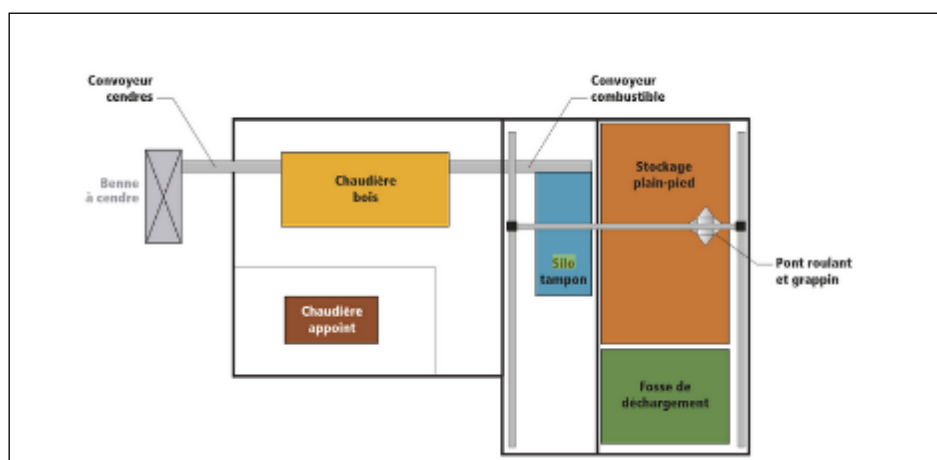 Convoyeur
cendres
Convoyeur
combustible
Benne
à cendre
Chaudière
bois
Stockage
plain-pied
Silo
tampon
Pont roulant
et grappin
Chaudière
appoint
Fosse de
déchargement